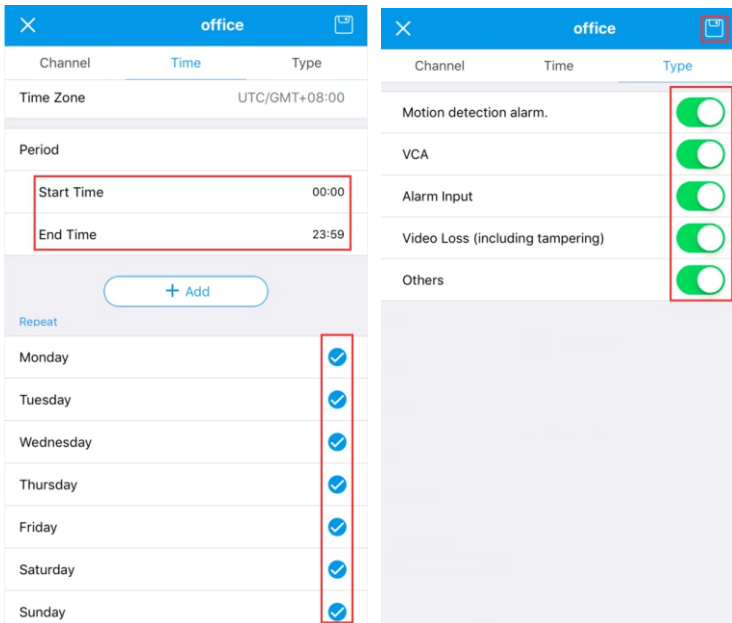 office
Channel Time Type
Time Zone UTC/GMT+08:00
Period
Start Time 00:00
End Time 23:59
+ Add
Repeat
Monday
Tuesday
Wednesday
Thursday
Friday
Saturday
Sunday
office
Channel Time Type
Motion detection alarm.
VCA
Alarm Input
Video Loss (including tampering)
Others